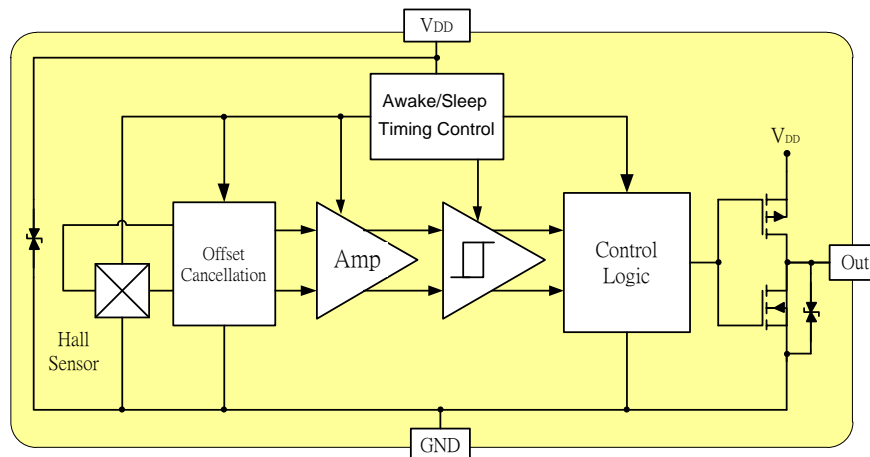 VDD
Awake/Sleep
Timing Control
VDD
Offset
Cancellation
Amp
Control
Logic
Out
Hall
Sensor
GND